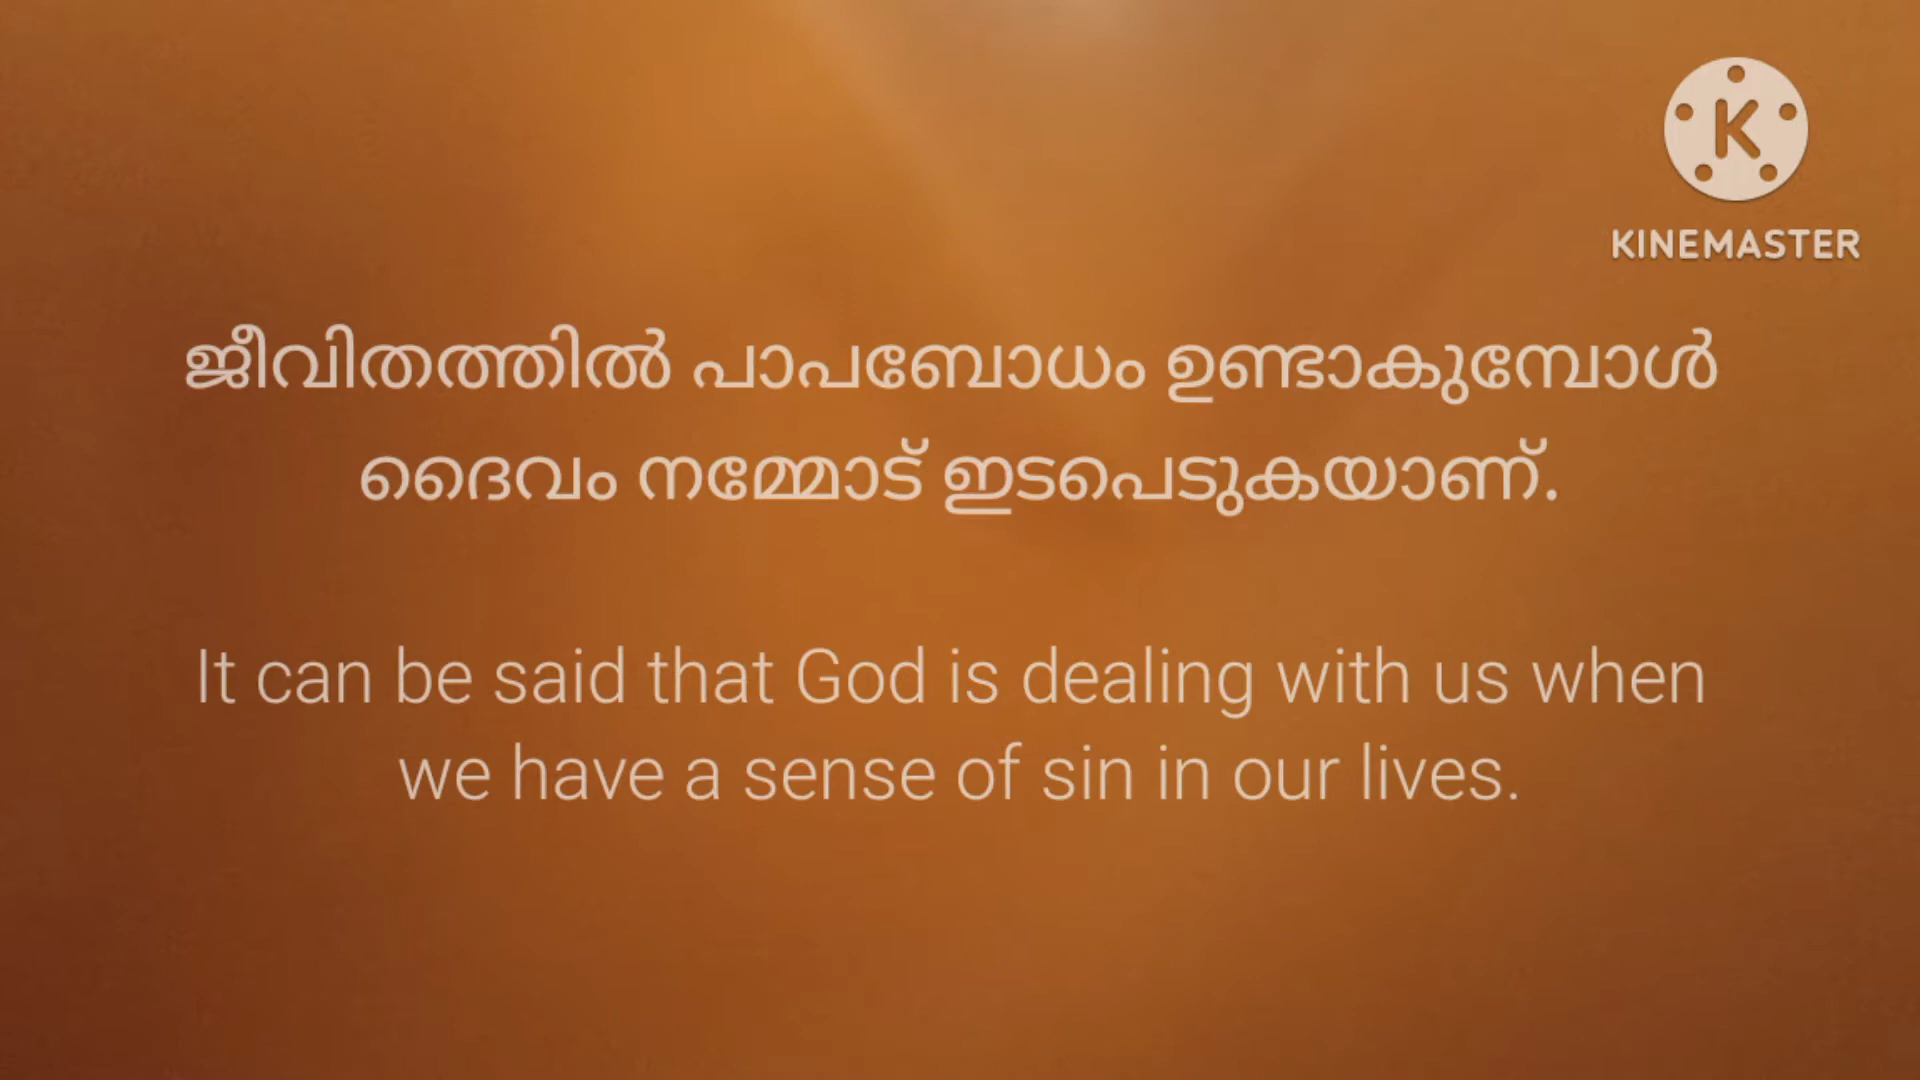 K
KINEMASTER
ജീവിതത്തിൽ പാപബോധം ഉണ്ടാകുമ്പോൾ
ദൈവം നമ്മോട് ഇടപെടുകയാണ്.
It can be said that God is dealing with us when
we have a sense of sin in our lives.